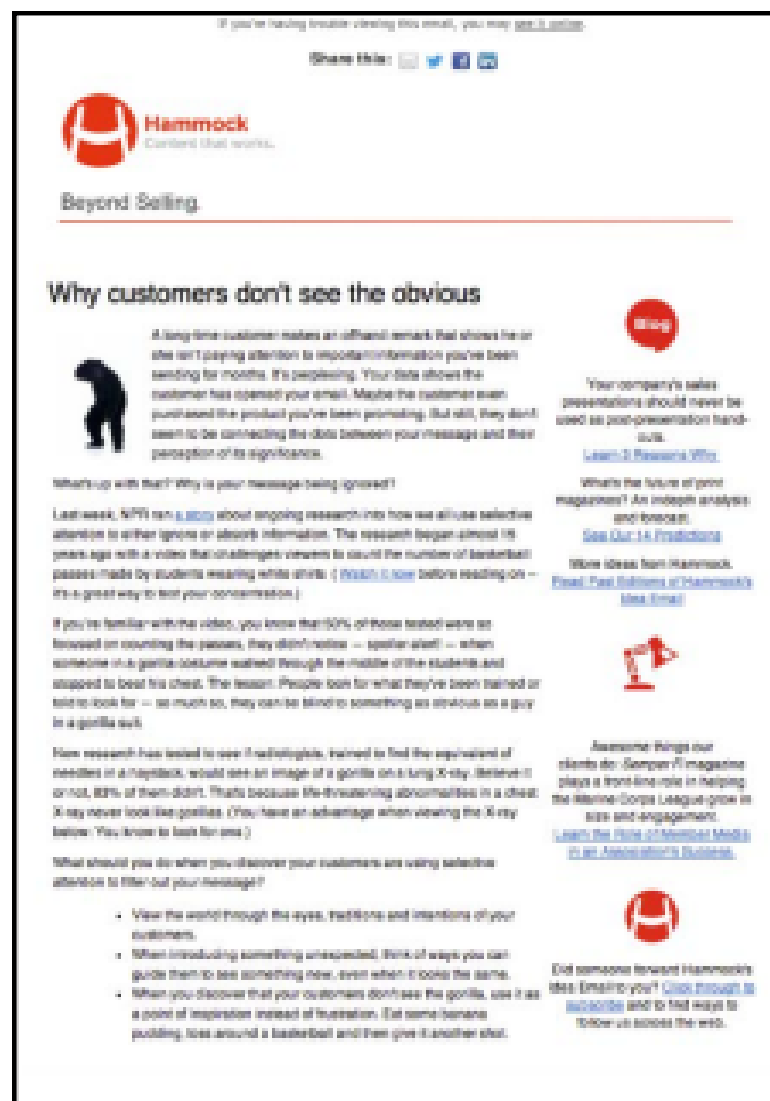 If you're having trouble viewing this email, you may see it online.
Share this:
Hammock
Content that works.
Beyond Selling.
Why customers don't see the obvious
A long-time customer makes an offhand remark that shows he or
she isn't paying attention to important information you've been
sending for months. It's perplexing. Your data shows the
customer has opened your email. Maybe the customer even
purchased the product you've been promoting. But still, they don't
seem to be connecting the dots between your message and their
perception of its significance.
What's up with that? Why is your message being ignored?
Last week, NPR ran a story about ongoing research into how we all use selective
attention to either ignore or absorb information. The research began almost 15
years ago with a video that challenges viewers to count the number of basketball
passes made by students wearing white shirts. ( Watch it now before reading on —
it's a great way to test your concentration.)
If you're familiar with the video, you know that 50% of those tested were so
focused on counting the passes, they didn't notice — spoiler alert! — when
someone in a gorilla costume walked through the middle of the students and
stopped to beat his chest. The lesson: People look for what they've been trained or
told to look for — so much so, they can be blind to something as obvious as a guy
in a gorilla suit.
New research has tested to see if radiologists, trained to find the equivalent of
needles in a haystack, would see an image of a gorilla on a lung X-ray. Believe it
or not, 83% of them didn't. That's because life-threatening abnormalities in a chest
X-ray never look like gorillas. (You have an advantage when viewing the X-ray
below: You know to look for one.)
What should you do when you discover your customers are using selective
attention to filter out your message?
• View the world through the eyes, traditions and intentions of your
customers.
• When introducing something unexpected, think of ways you can
guide them to see something new, even when it looks the same.
• When you discover that your customers don't see the gorilla, use it as
a point of inspiration instead of frustration. Eat some banana
pudding, toss around a basketball and then give it another shot.
Blog
Your company's sales
presentations should never be
used as post-presentation hand-
outs.
Learn 3 Reasons Why
What's the future of print
magazines? An indepth analysis
and forecast.
See Our 14 Predictions
More ideas from Hammock.
Read Past Editions of Hammock's
Idea Email
Awesome things our
clients do: Semper Fi magazine
plays a front-line role in helping
the Marine Corps League grow in
size and engagement.
Learn the Role of Member Media
in an Association's Success.
Did someone forward Hammock's
Idea Email to you? Click through to
subscribe and to find ways to
follow us across the web.